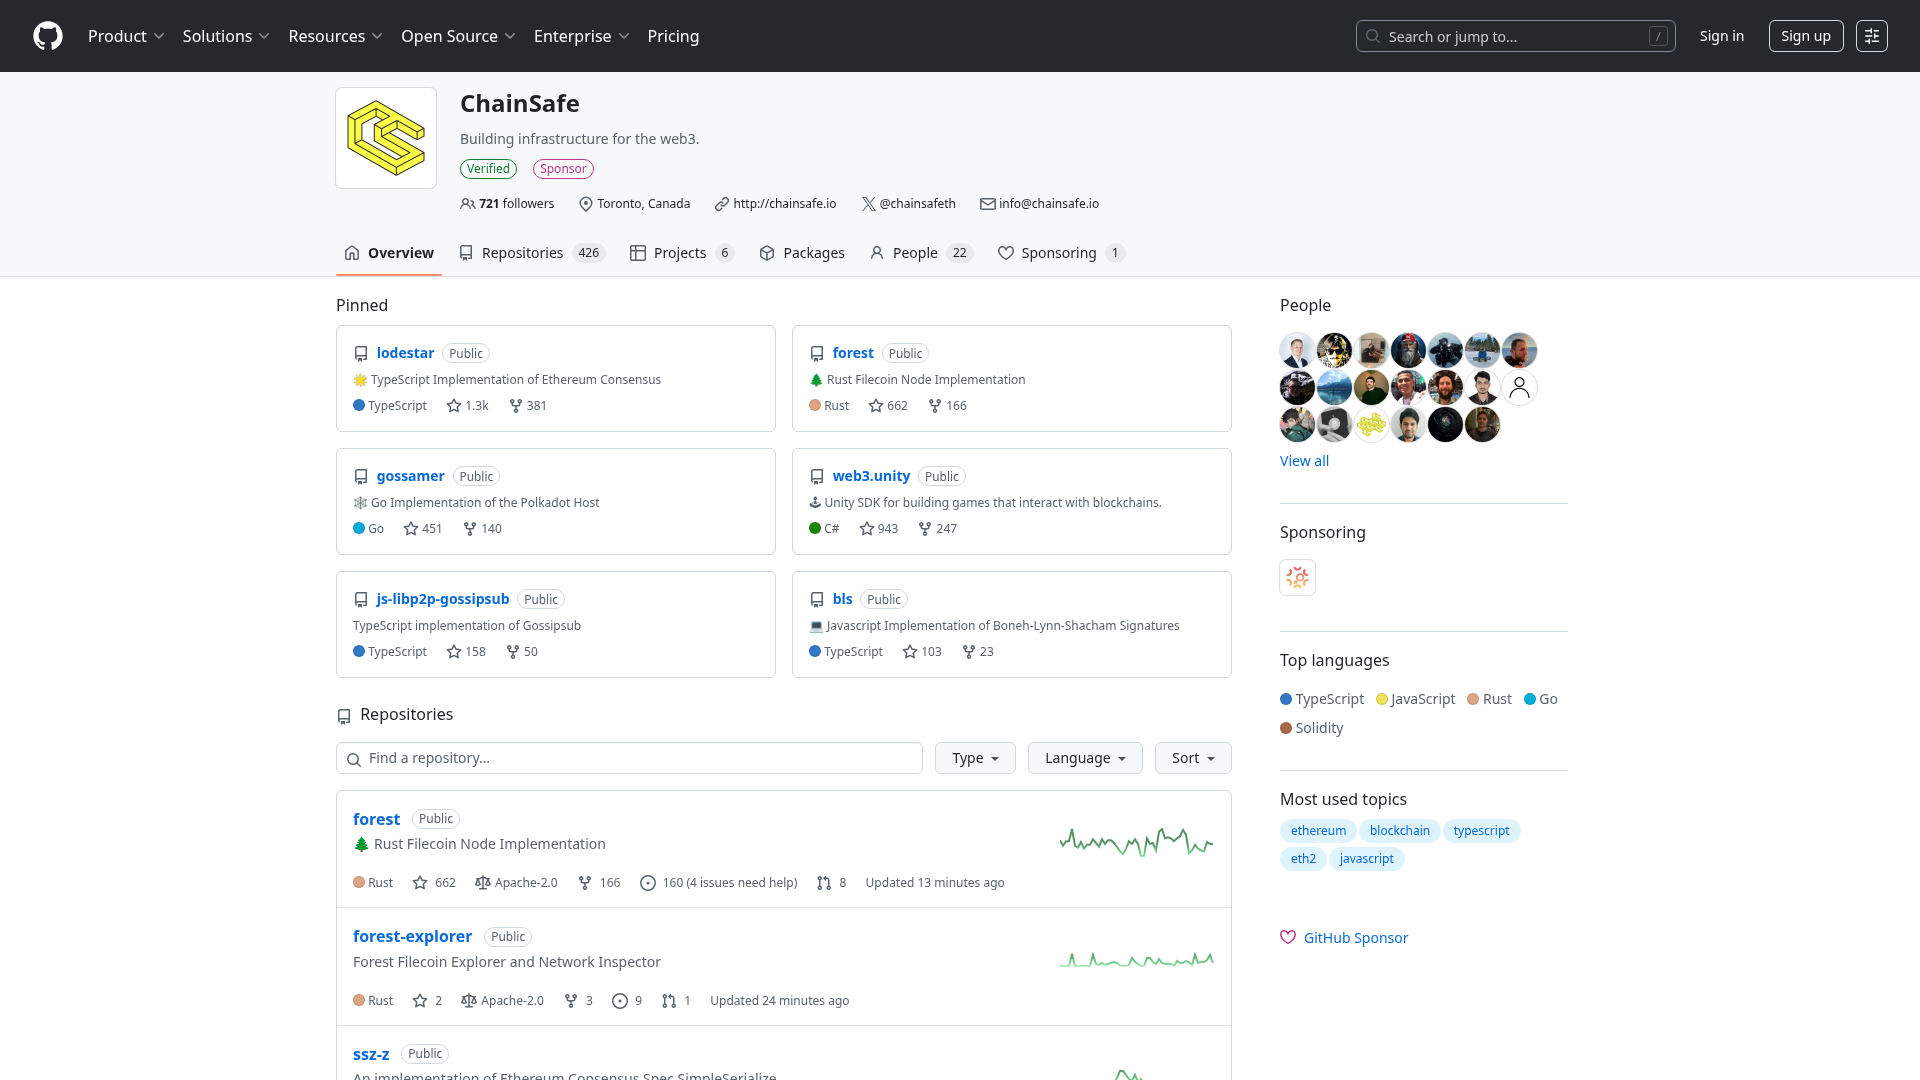 Product
Solutions
Resources
Open Source
Enterprise
Pricing
Search or jump to...
/
Sign in
Sign up
ChainSafe
Building infrastructure for the web3.
Verified
Sponsor
721 followers
Toronto, Canada
http://chainsafe.io
@chainsafeth
info@chainsafe.io
Overview
Repositories 426
Projects 6
Packages
People 22
Sponsoring 1
Pinned
lodestar Public
🌟 TypeScript Implementation of Ethereum Consensus
TypeScript 1.3k 381
forest Public
🌲 Rust Filecoin Node Implementation
Rust 662 166
gossamer Public
🕸️ Go Implementation of the Polkadot Host
Go 451 140
web3.unity Public
🕹 Unity SDK for building games that interact with blockchains.
C# 943 247
js-libp2p-gossipsub Public
TypeScript implementation of Gossipsub
TypeScript 158 50
bls Public
💻 Javascript Implementation of Boneh-Lynn-Shacham Signatures
TypeScript 103 23
Repositories
Find a repository…
Type
Language
Sort
forest Public
🌲 Rust Filecoin Node Implementation
Rust 662 Apache-2.0 166 160 (4 issues need help) 8 Updated 13 minutes ago
forest-explorer Public
Forest Filecoin Explorer and Network Inspector
Rust 2 Apache-2.0 3 9 1 Updated 24 minutes ago
ssz-z Public
An implementation of Ethereum Consensus Spec SimpleSerialize
People
View all
Sponsoring
Top languages
TypeScript JavaScript Rust Go
Solidity
Most used topics
ethereum blockchain typescript
eth2 javascript
GitHub Sponsor